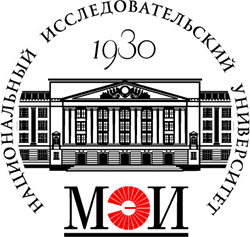 НАЦИОНАЛЬНЫЙ ИССЛЕДОВАТЕЛЬСКИЙ УНИВЕРСИТЕТ
1930
МЭИ